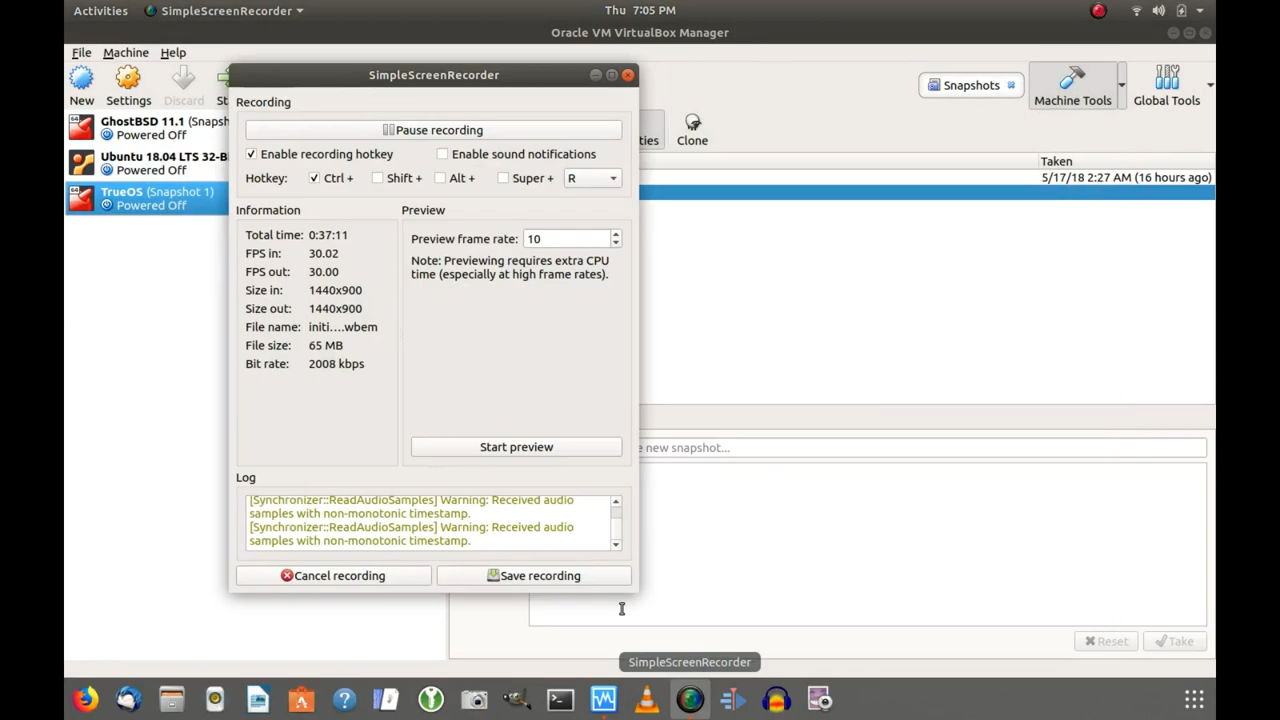 Activities
SimpleScreenRecorder
Thu 7:05 PM
Oracle VM VirtualBox Manager
File
Machine
Help
New
Settings
Discard
Snapshots
Machine Tools
Global Tools
GhostBSD 11.1 (Snaps
Powered Off
Ubuntu 18.04 LTS 32-B
Powered Off
TrueOS (Snapshot 1)
Powered Off
SimpleScreenRecorder
Recording
Pause recording
Enable recording hotkey
Enable sound notifications
Hotkey:
Ctrl +
Shift +
Alt +
Super +
R
Information
Total time: 0:37:11
FPS in: 30.02
FPS out: 30.00
Size in: 1440x900
Size out: 1440x900
File name: initi....wbem
File size: 65 MB
Bit rate: 2008 kbps
Preview
Preview frame rate: 10
Note: Previewing requires extra CPU
time (especially at high frame rates).
Start preview
Log
[Synchronizer::ReadAudioSamples] Warning: Received audio
samples with non-monotonic timestamp.
[Synchronizer::ReadAudioSamples] Warning: Received audio
samples with non-monotonic timestamp.
Cancel recording
Save recording
ties
Clone
Taken
5/17/18 2:27 AM (16 hours ago)
e new snapshot...
Reset
Take
SimpleScreenRecorder